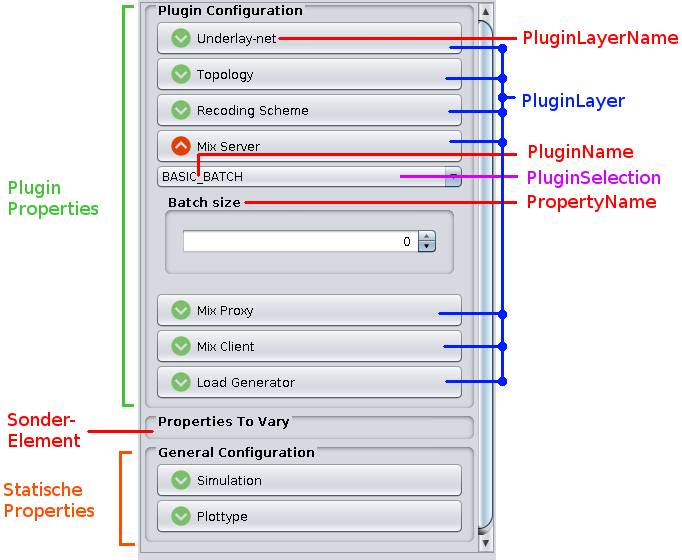 Plugin Configuration
Underlay-net
PluginLayerName
Topology
PluginLayer
Recoding Scheme
Mix Server
PluginName
BASIC_BATCH
PluginSelection
Plugin
Properties
Batch size
PropertyName
0
Mix Proxy
Mix Client
Load Generator
Sonder-
Element
Properties To Vary
General Configuration
Statische
Properties
Simulation
Plottype